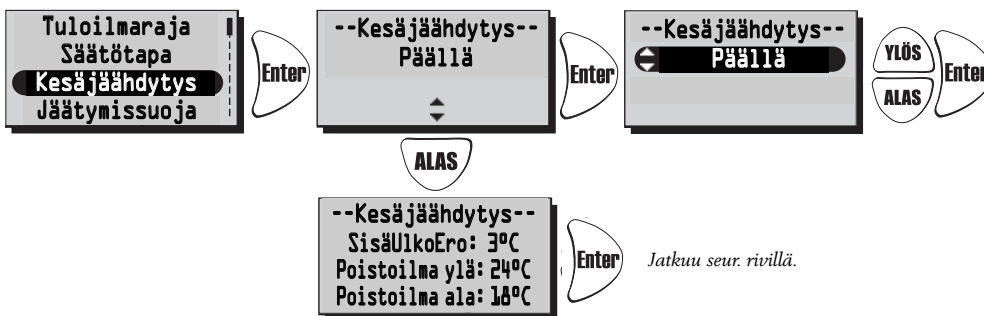 Tuloilmaraja
Säätötapa
Kesäjäähdytys
Jäätymissuoja
Enter
--Kesäjäähdytys--
Päällä
Enter
--Kesäjäähdytys--
Päällä
YLÖS
ALAS
Enter
ALAS
--Kesäjäähdytys--
SisäUlkoEro: 3°C
Poistoilma ylä: 24°C
Poistoilma ala: 18°C
Enter
Jatkuu seur. rivillä.